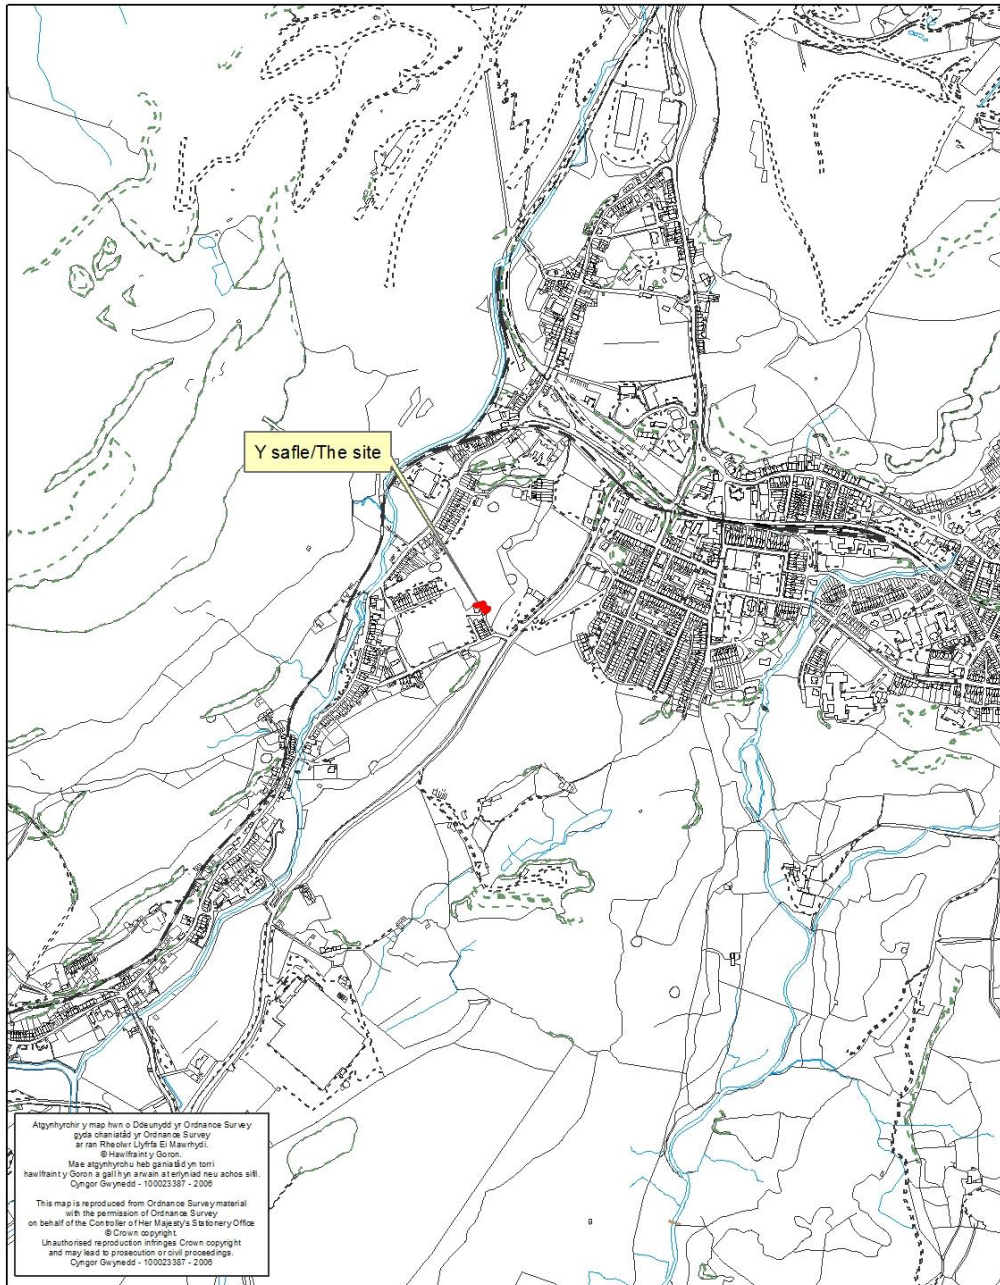 Y safle/The site
Atgynhyrchir y map hwn o Ddeunydd yr Ordnance Survey
gyda chaniatâd yr Ordnance Survey
ar ran Rheolwr Llyfrfa Ei Mawrhydi.
© Hawlfraint y Goron.
Mae atgynhyrchu heb ganiatâd yn torri
hawlfraint y Goron a gall hyn arwain at erlyniad neu achos sifil.
Cyngor Gwynedd - 100023387 - 2006
This map is reproduced from Ordnance Survey material
with the permission of Ordnance Survey
on behalf of the Controller of Her Majesty's Stationery Office
© Crown copyright.
Unauthorised reproduction infringes Crown copyright
and may lead to prosecution or civil proceedings.
Cyngor Gwynedd - 100023387 - 2006